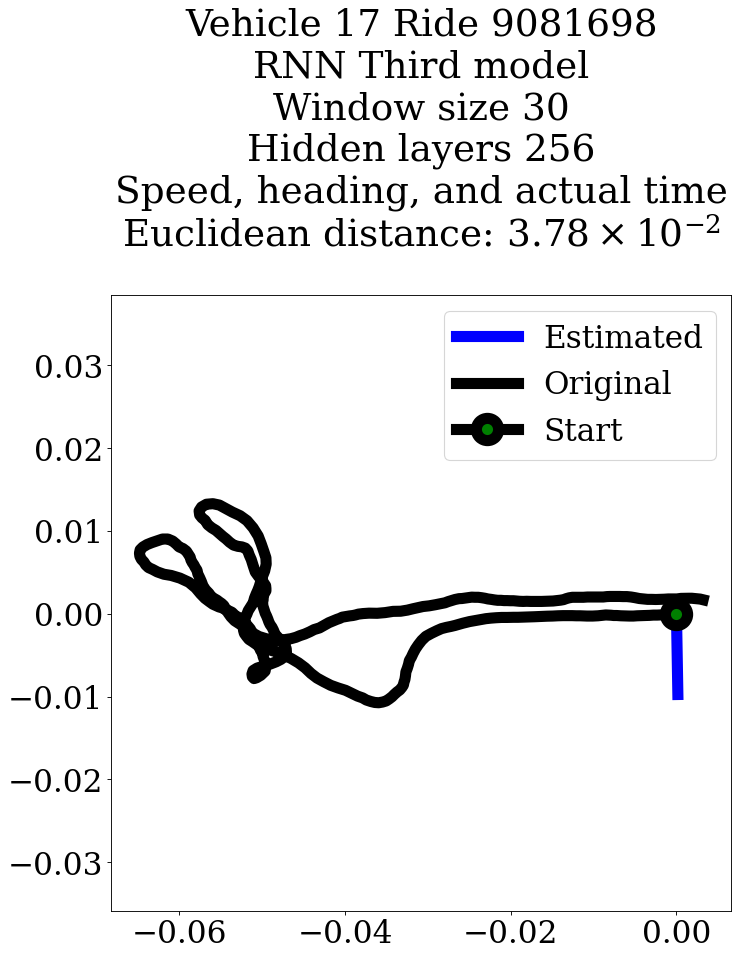 Vehicle 17 Ride 9081698
RNN Third model
Window size 30
Hidden layers 256
Speed, heading, and actual time
Euclidean distance: 3.78 × 10⁻²
Estimated
Original
Start
0.03
0.02
0.01
0.00
−0.01
−0.02
−0.03
−0.06 −0.04 −0.02 0.00